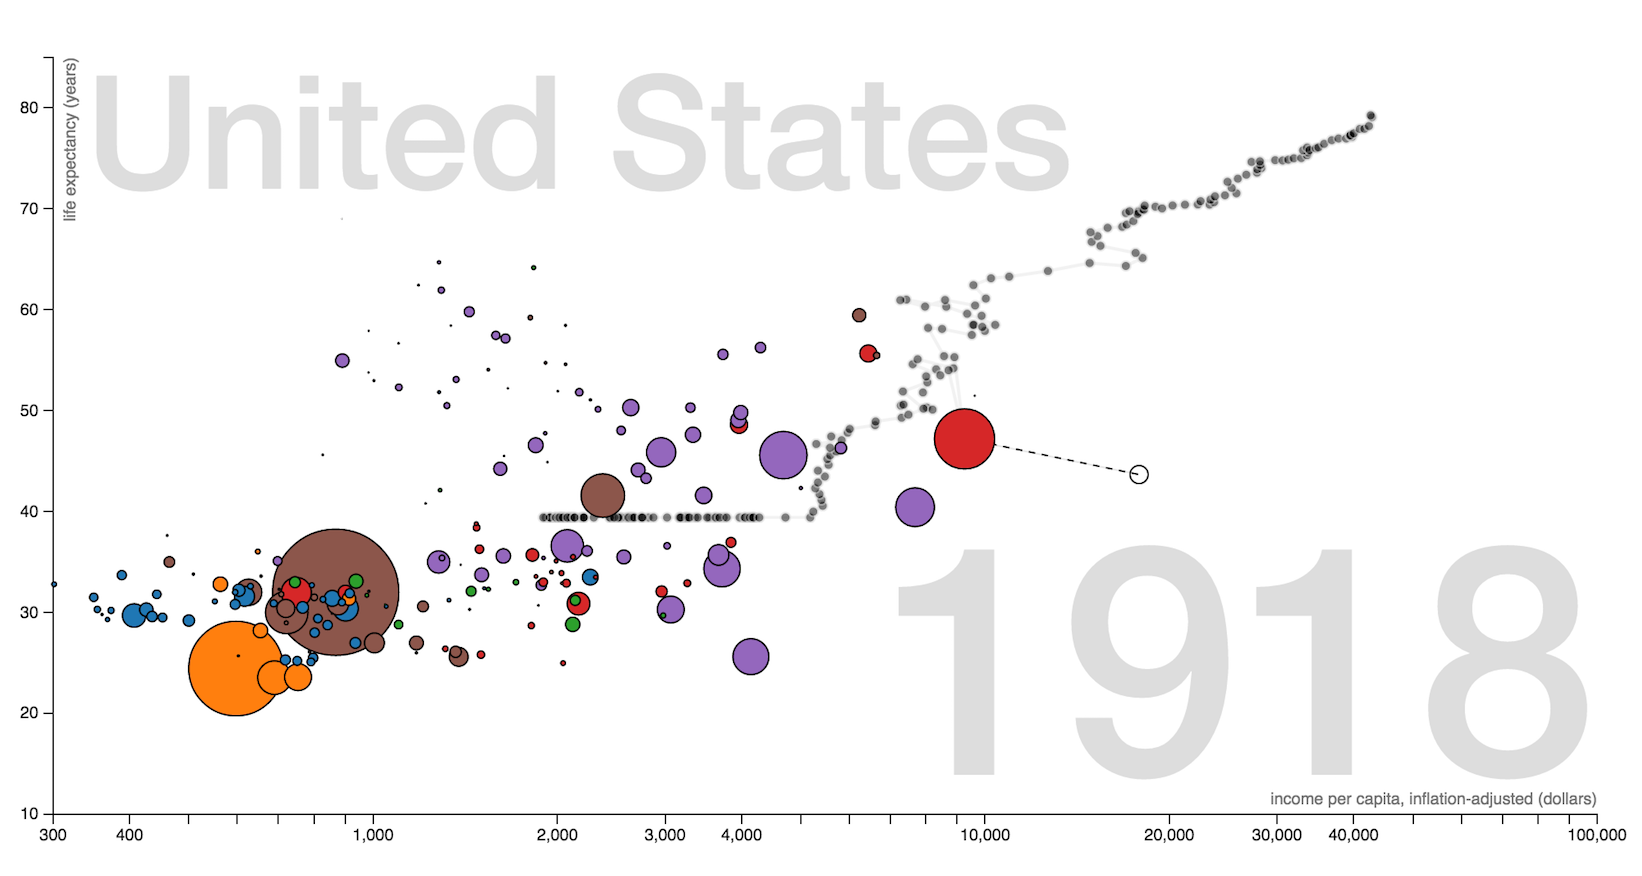 United States
life expectancy (years)
80
70
60
50
40
30
20
10
1918
income per capita, inflation-adjusted (dollars)
300 400 1,000 2,000 3,000 4,000 10,000 20,000 30,000 40,000 100,000